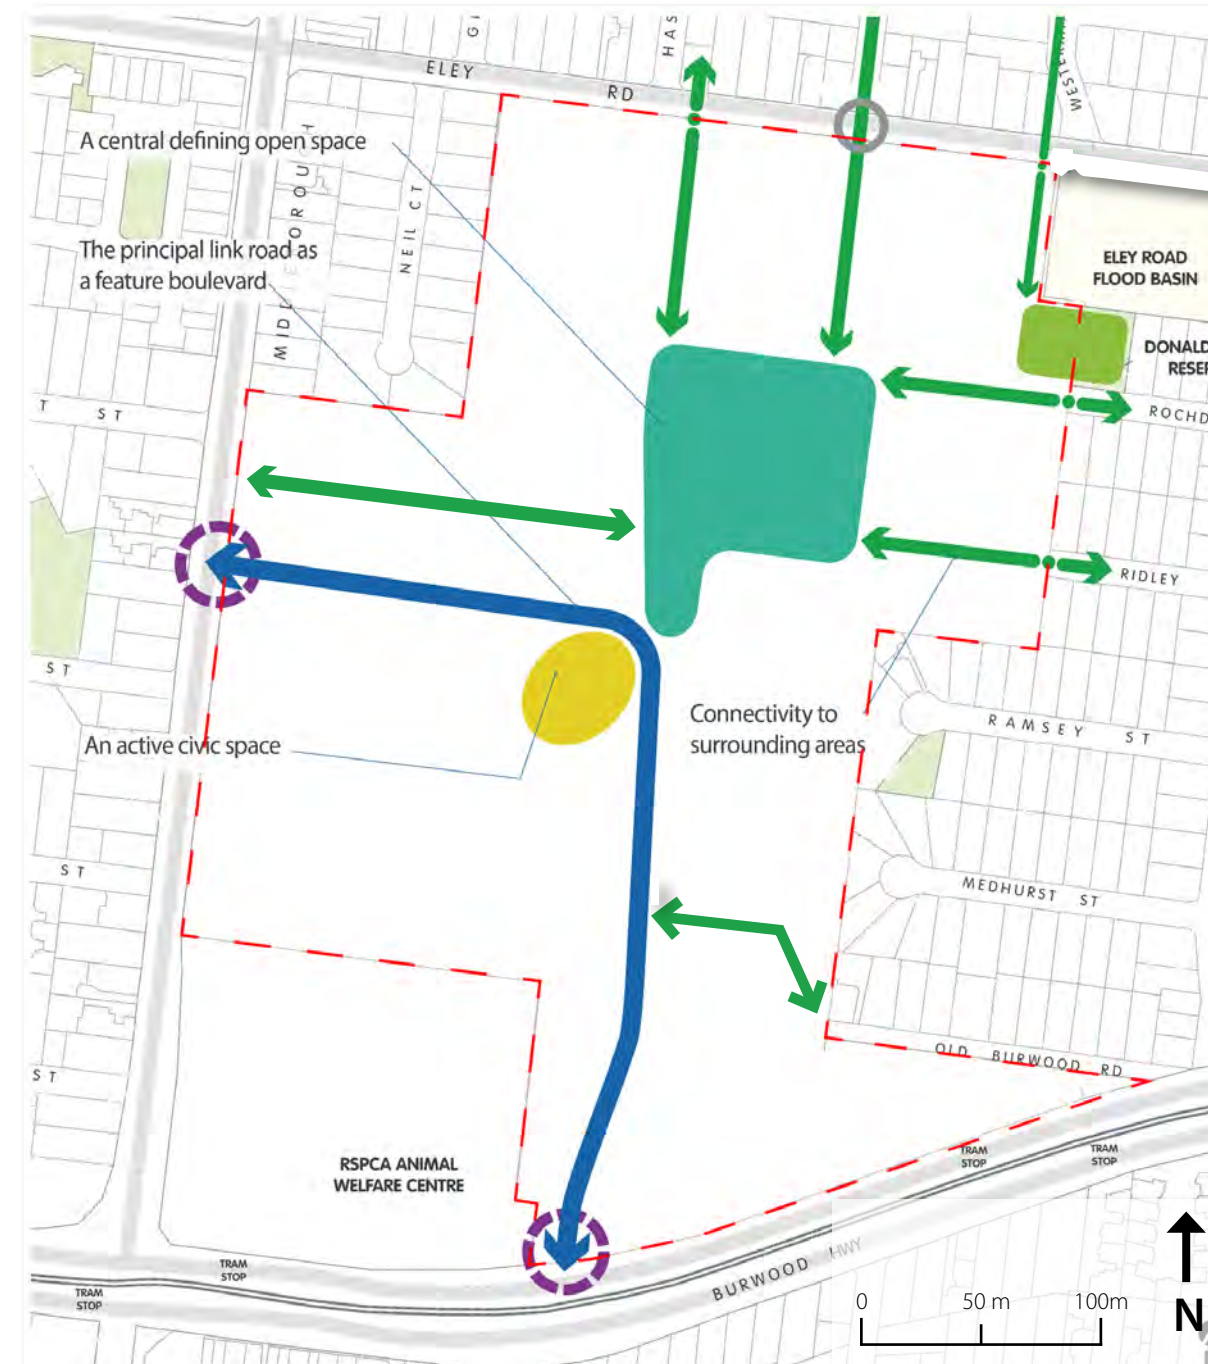 ELEY RD
A central defining open space
NEIL CT
The principal link road as
a feature boulevard
ELEY ROAD
FLOOD BASIN
DONALD
RESER
ROCHD
T ST
RIDLEY
ST
Connectivity to
surrounding areas
RAMSEY ST
An active civic space
ST
MEDHURST ST
OLD BURWOOD RD
ST
RSPCA ANIMAL
WELFARE CENTRE
TRAM
STOP
TRAM
STOP
TRAM
STOP
TRAM
STOP
BURWOOD HWY
0 50 m 100m
N